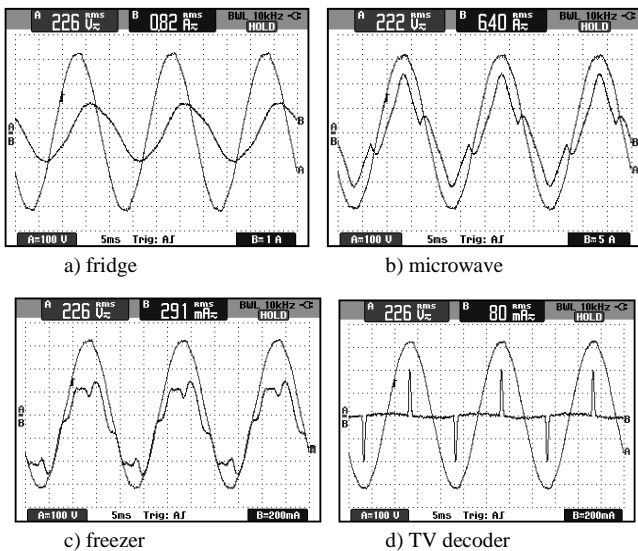 A 226 rms V≂ B 0.82 rms A≂ BWL 10kHz HOLD
A B
B
A
A=100 V 5ms Trig: A∫ B=1 A
a) fridge
A 222 rms V≂ B 6.40 rms A≂ BWL 10kHz HOLD
A B
B
A
A=100 V 5ms Trig: A∫ B=5 A
b) microwave
A 226 rms V≂ B 291 rms mA≂ BWL 10kHz HOLD
A B
A=100 V 5ms Trig: A∫ B=200mA
c) freezer
A 226 rms V≂ B 80 rms mA≂ BWL 10kHz HOLD
A B
B
A
A=100 V 5ms Trig: A∫ B=200mA
d) TV decoder